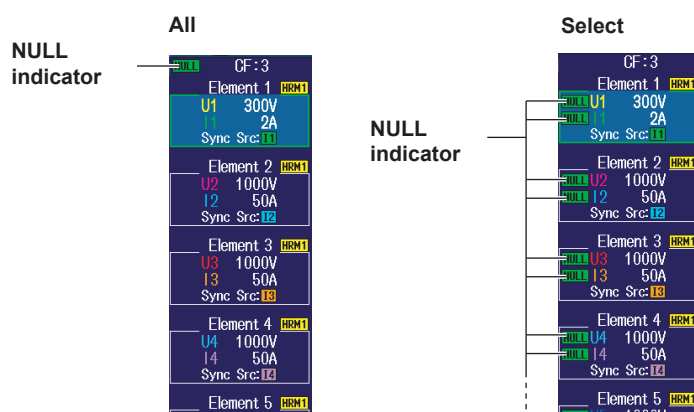 All
NULL indicator
NULL CF:3
Element 1 HRM1
U1 300V
I1 2A
Sync Src: I1
Element 2 HRM1
U2 1000V
I2 50A
Sync Src: I2
Element 3 HRM1
U3 1000V
I3 50A
Sync Src: I3
Element 4 HRM1
U4 1000V
I4 50A
Sync Src: I4
Element 5 HRM1
Select
NULL indicator
CF:3
Element 1 HRM1
NULL U1 300V
NULL I1 2A
Sync Src: I1
Element 2 HRM1
NULL U2 1000V
NULL I2 50A
Sync Src: I2
Element 3 HRM1
NULL U3 1000V
NULL I3 50A
Sync Src: I3
Element 4 HRM1
NULL U4 1000V
NULL I4 50A
Sync Src: I4
Element 5 HRM1